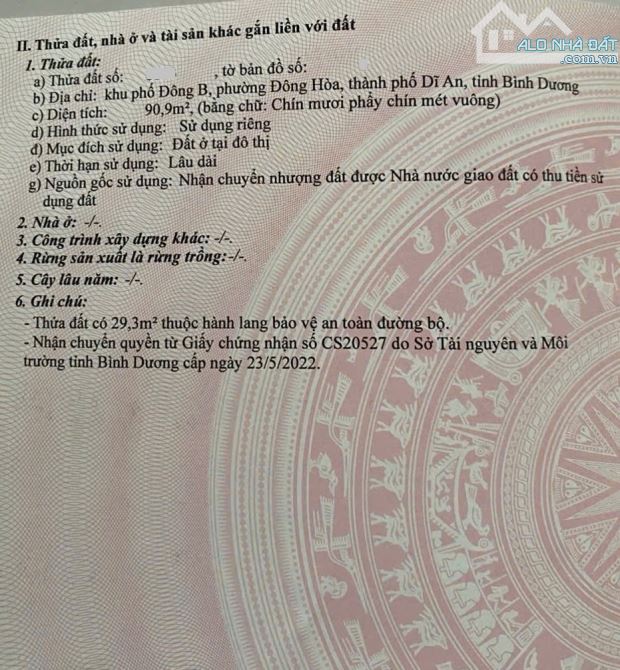 ALO NHÀ ĐẤT
.com.vn
II. Thửa đất, nhà ở và tài sản khác gắn liền với đất
1. Thửa đất:
a) Thửa đất số: , tờ bản đồ số:
b) Địa chỉ: khu phố Đông B, phường Đông Hòa, thành phố Dĩ An, tỉnh Bình Dương
c) Diện tích: 90,9m², (bằng chữ: Chín mươi phẩy chín mét vuông)
d) Hình thức sử dụng: Sử dụng riêng
đ) Mục đích sử dụng: Đất ở tại đô thị
e) Thời hạn sử dụng: Lâu dài
g) Nguồn gốc sử dụng: Nhận chuyển nhượng đất được Nhà nước giao đất có thu tiền sử
dụng đất
2. Nhà ở: -/-.
3. Công trình xây dựng khác: -/-.
4. Rừng sản xuất là rừng trồng: -/-.
5. Cây lâu năm: -/-.
6. Ghi chú:
- Thửa đất có 29,3m² thuộc hành lang bảo vệ an toàn đường bộ.
- Nhận chuyển quyền từ Giấy chứng nhận số CS20527 do Sở Tài nguyên và Môi
trường tỉnh Bình Dương cấp ngày 23/5/2022.